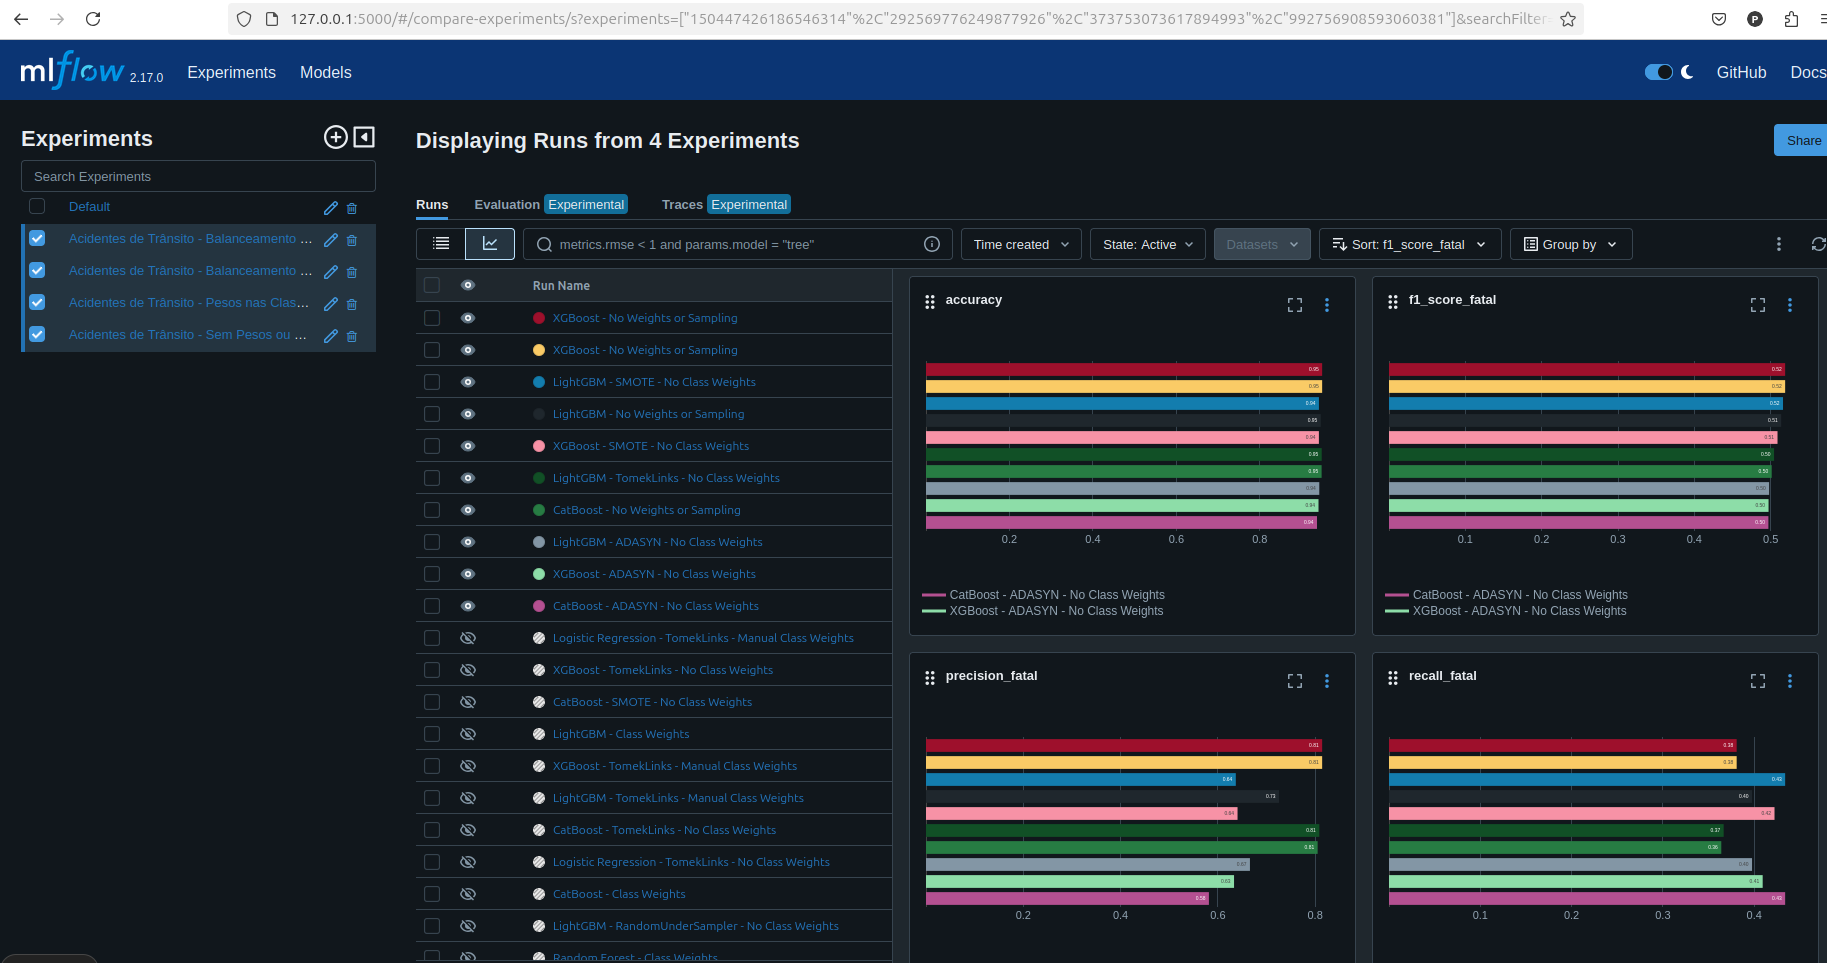 127.0.0.1:5000/#/compare-experiments/s?experiments=["150447426186546314"%2C"292569776249877926"%2C"373753073617894993"%2C"992756908593060381"]&searchFilter=
P
mlflow 2.17.0 Experiments Models GitHub Docs
Experiments
Search Experiments
Default
Acidentes de Trânsito - Balanceamento ...
Acidentes de Trânsito - Balanceamento ...
Acidentes de Trânsito - Pesos nas Clas...
Acidentes de Trânsito - Sem Pesos ou ...
Displaying Runs from 4 Experiments
Share
Runs Evaluation Experimental Traces Experimental
metrics.rmse < 1 and params.model = "tree" Time created State: Active Datasets Sort: f1_score_fatal Group by
Run Name
XGBoost - No Weights or Sampling
XGBoost - No Weights or Sampling
LightGBM - SMOTE - No Class Weights
LightGBM - No Weights or Sampling
XGBoost - SMOTE - No Class Weights
LightGBM - TomekLinks - No Class Weights
CatBoost - No Weights or Sampling
LightGBM - ADASYN - No Class Weights
XGBoost - ADASYN - No Class Weights
CatBoost - ADASYN - No Class Weights
Logistic Regression - TomekLinks - Manual Class Weights
XGBoost - TomekLinks - No Class Weights
CatBoost - SMOTE - No Class Weights
LightGBM - Class Weights
XGBoost - TomekLinks - Manual Class Weights
LightGBM - TomekLinks - Manual Class Weights
CatBoost - TomekLinks - No Class Weights
Logistic Regression - TomekLinks - No Class Weights
CatBoost - Class Weights
LightGBM - RandomUnderSampler - No Class Weights
Random Forest - Class Weights
accuracy
0.95
0.95
0.94
0.95
0.94
0.95
0.95
0.94
0.94
0.94
0.2 0.4 0.6 0.8
CatBoost - ADASYN - No Class Weights
XGBoost - ADASYN - No Class Weights
f1_score_fatal
0.52
0.52
0.52
0.51
0.51
0.50
0.50
0.50
0.50
0.50
0.1 0.2 0.3 0.4 0.5
CatBoost - ADASYN - No Class Weights
XGBoost - ADASYN - No Class Weights
precision_fatal
0.81
0.81
0.64
0.73
0.64
0.81
0.81
0.67
0.63
0.58
0.2 0.4 0.6 0.8
recall_fatal
0.38
0.38
0.43
0.40
0.42
0.37
0.36
0.40
0.41
0.43
0.1 0.2 0.3 0.4